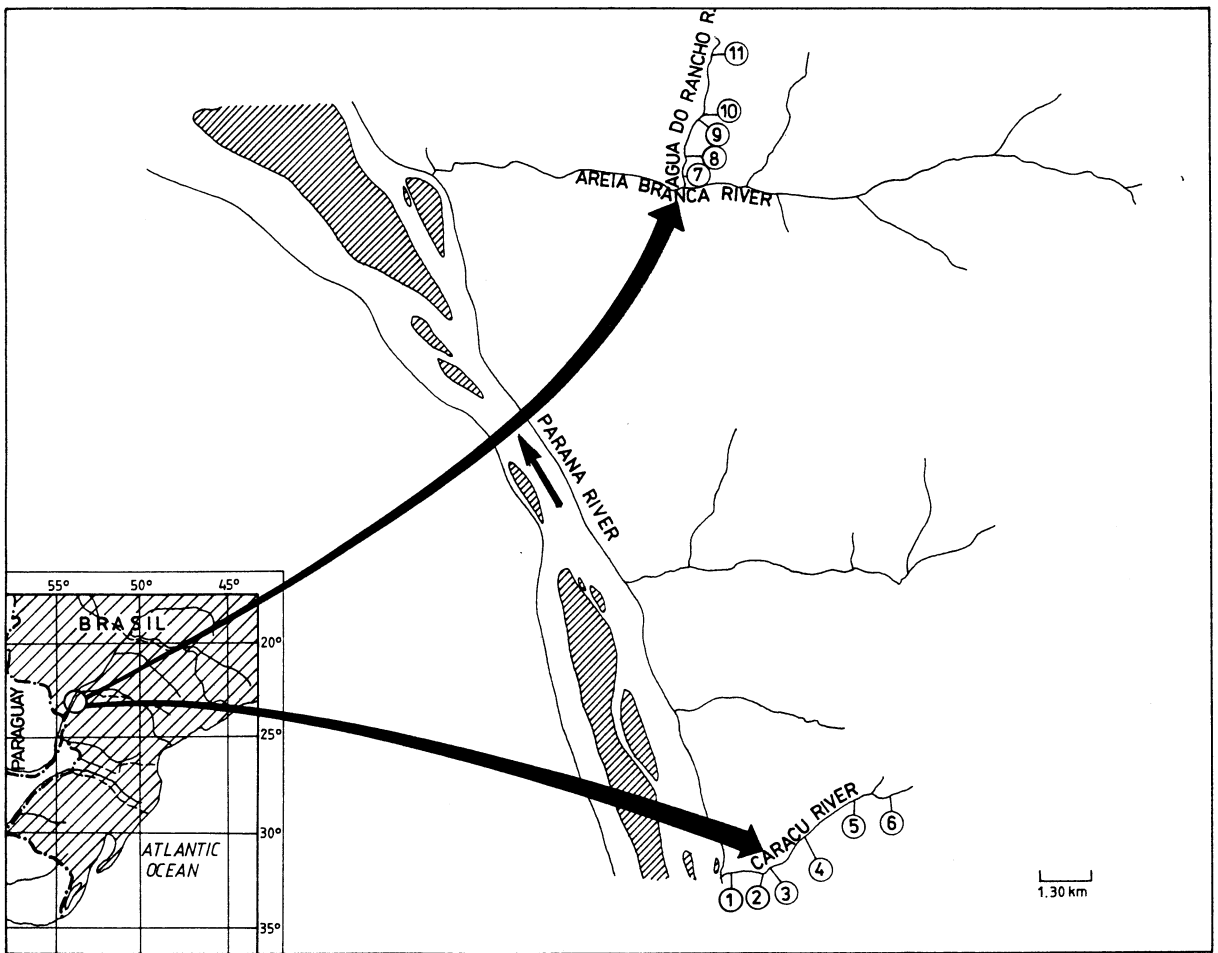 AGUA DO RANCHO R.
11
10
9
8
7
AREIA BRANCA RIVER
PARANA RIVER
55° 50° 45°
BRASIL
20°
PARAGUAY
25°
30°
ATLANTIC
OCEAN
35°
CARACU RIVER
5
6
4
3
2
1
1.30 km